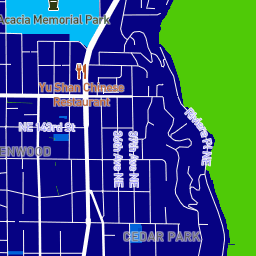 Acacia Memorial Park
Yu Shan Chinese
Restaurant
NE 143rd St
Riviera Pl NE
36th Ave NE
37th Ave NE
ENWOOD
CEDAR PARK